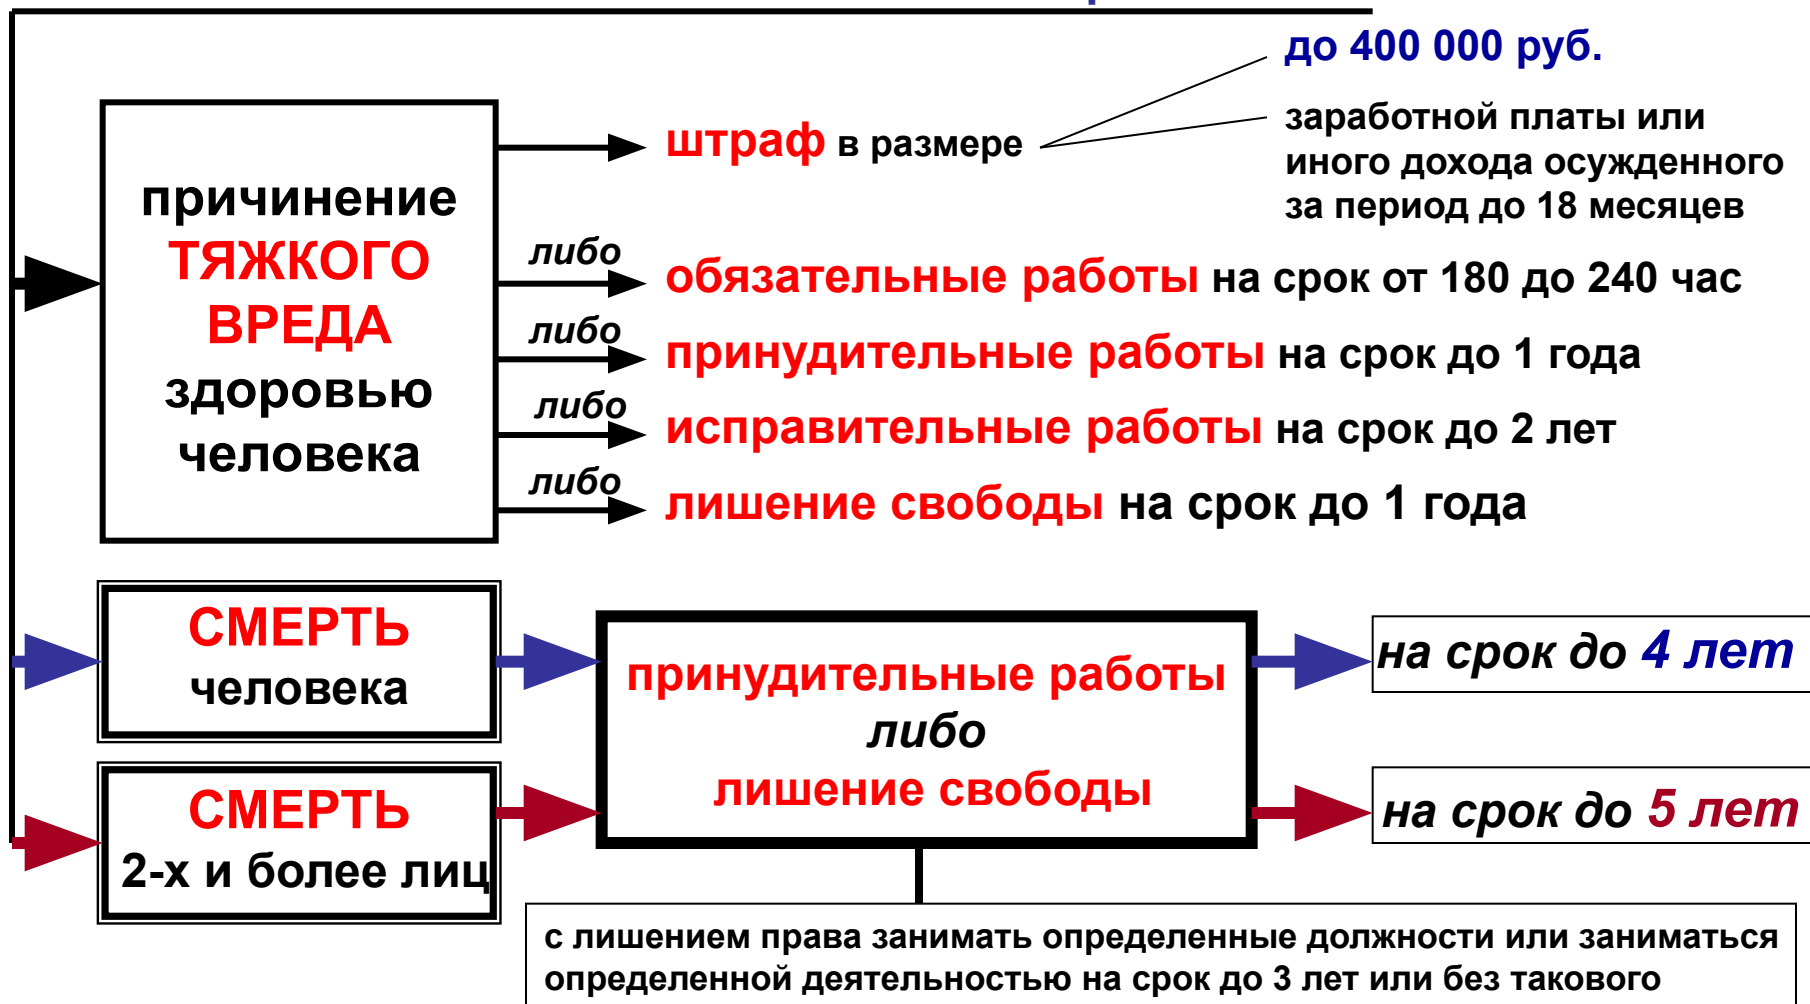 до 400 000 руб.
штраф в размере
заработной платы или
иного дохода осужденного
за период до 18 месяцев
причинение
ТЯЖКОГО
ВРЕДА
здоровью
человека
либо
обязательные работы на срок от 180 до 240 час
либо
принудительные работы на срок до 1 года
либо
исправительные работы на срок до 2 лет
либо
лишение свободы на срок до 1 года
СМЕРТЬ
человека
принудительные работы
либо
лишение свободы
на срок до 4 лет
СМЕРТЬ
2-х и более лиц
на срок до 5 лет
с лишением права занимать определенные должности или заниматься
определенной деятельностью на срок до 3 лет или без такового